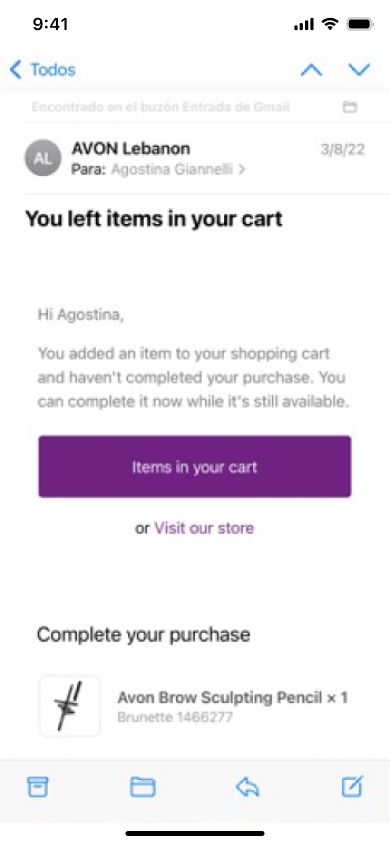 9:41
Todos
Encontrado en el buzón Entrada de Gmail
AL
AVON Lebanon
3/8/22
Para: Agostina Giannelli
You left items in your cart
Hi Agostina,
You added an item to your shopping cart
and haven't completed your purchase. You
can complete it now while it's still available.
Items in your cart
or Visit our store
Complete your purchase
Avon Brow Sculpting Pencil × 1
Brunette 1466277